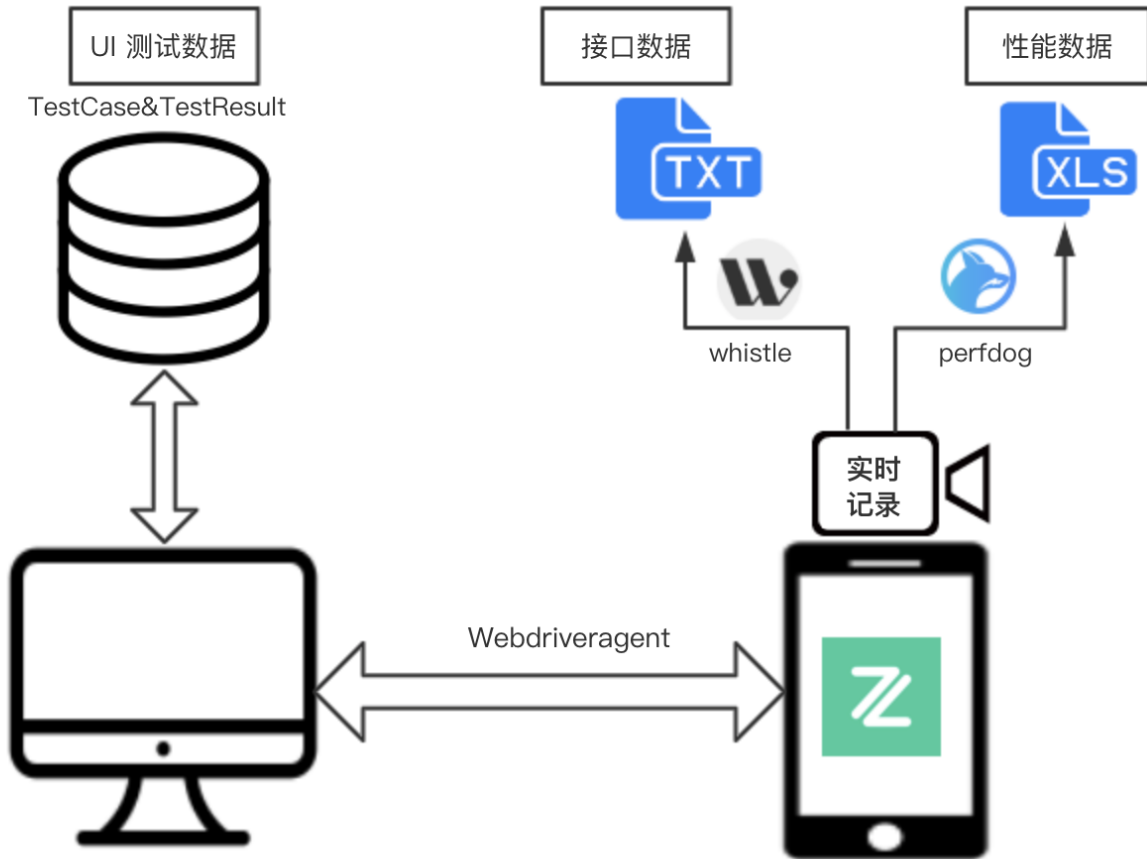 UI 测试数据
接口数据
性能数据
TestCase&TestResult
TXT
XLS
whistle
perfdog
实时
记录
Webdriveragent